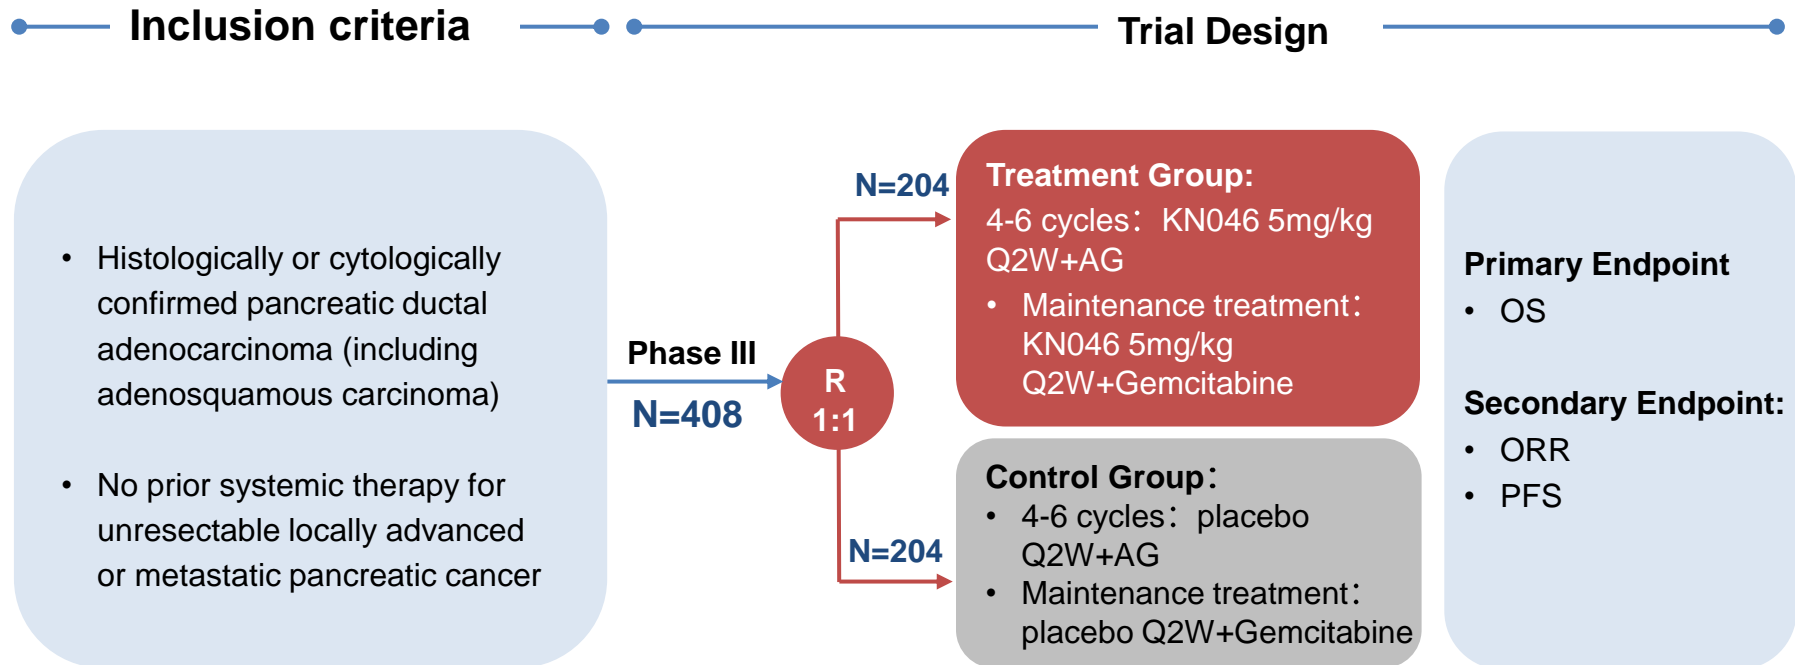 Inclusion criteria
Trial Design
• Histologically or cytologically
confirmed pancreatic ductal
adenocarcinoma (including
adenosquamous carcinoma)
• No prior systemic therapy for
unresectable locally advanced
or metastatic pancreatic cancer
Phase III
N=408
R
1:1
N=204
N=204
Treatment Group:
4-6 cycles：KN046 5mg/kg
Q2W+AG
• Maintenance treatment：
KN046 5mg/kg
Q2W+Gemcitabine
Control Group：
• 4-6 cycles：placebo
Q2W+AG
• Maintenance treatment：
placebo Q2W+Gemcitabine
Primary Endpoint
• OS
Secondary Endpoint:
• ORR
• PFS